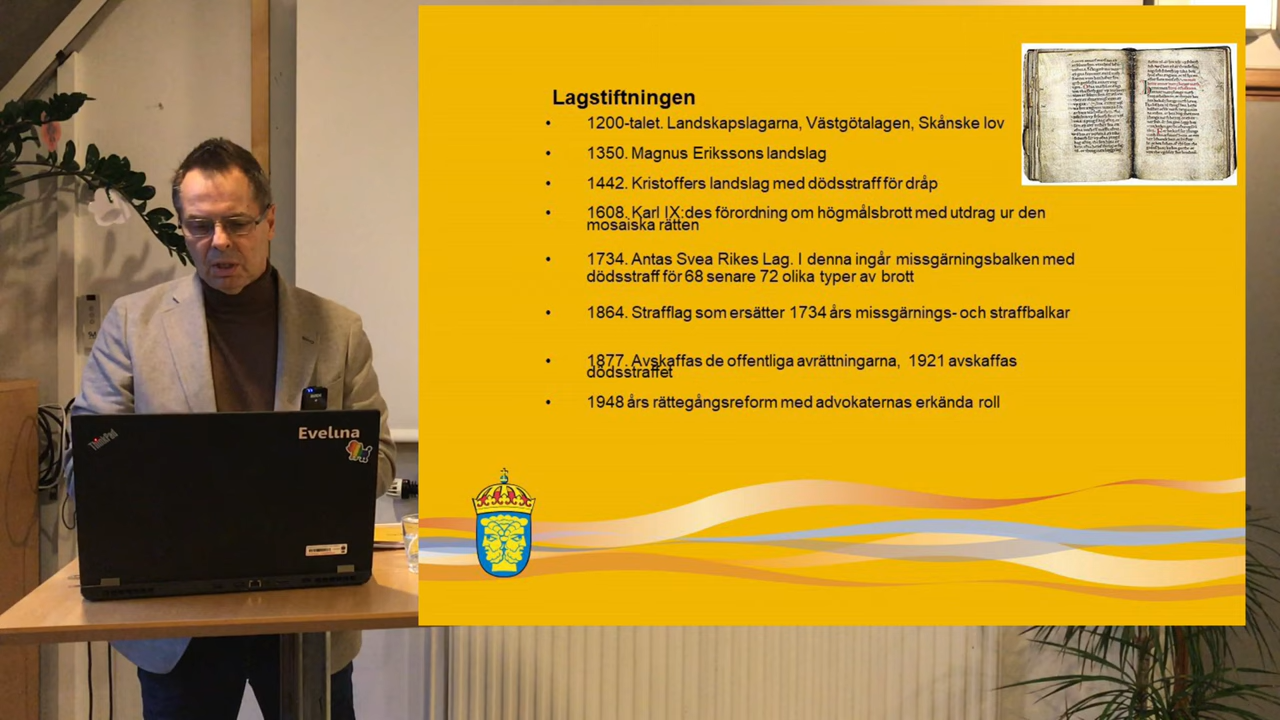 Lagstiftningen
• 1200-talet. Landskapslagarna, Västgötalagen, Skånske lov
• 1350. Magnus Erikssons landslag
• 1442. Kristoffers landslag med dödsstraff för dråp
• 1608. Karl IX:des förordning om högmålsbrott med utdrag ur den
mosaiska rätten
• 1734. Antas Svea Rikes Lag. I denna ingår missgärningsbalken med
dödsstraff för 68 senare 72 olika typer av brott
• 1864. Strafflag som ersätter 1734 års missgärnings- och straffbalkar
• 1877. Avskaffas de offentliga avrättningarna, 1921 avskaffas
dödsstraffet
• 1948 års rättegångsreform med advokaternas erkända roll
ThinkPad
Evelina